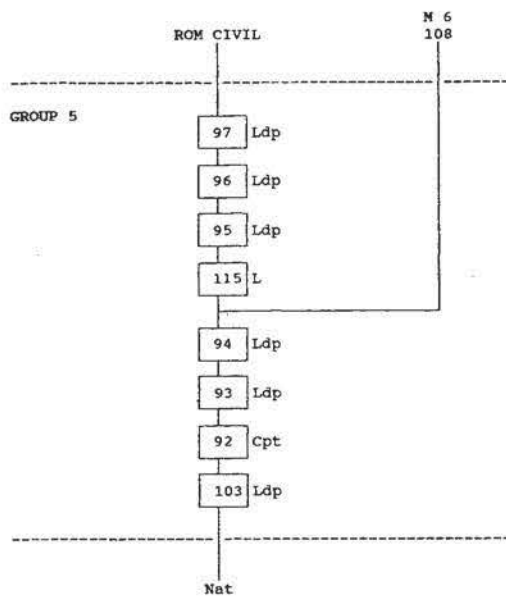 M 6
ROM CIVIL 108
GROUP 5
97 Ldp
96 Ldp
95 Ldp
115 L
94 Ldp
93 Ldp
92 Cpt
103 Ldp
Nat